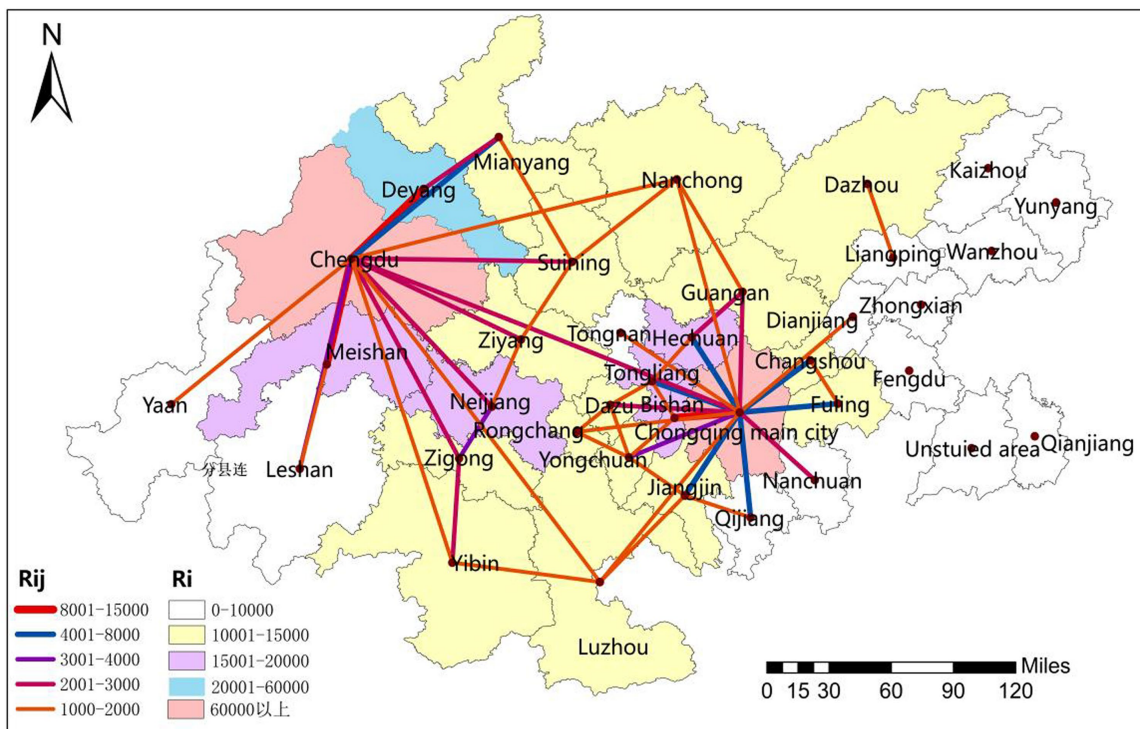 N
Mianyang
Deyang
Nanchong
Dazhou
Kaizhou
Yunyang
Chengdu
Suining
Liangping
Wanzhou
Guangan
Zhongxian
Dianjiang
Tongnan
Hechuan
Ziyang
Meishan
Changshou
Tongliang
Fengdu
Yaan
Neijiang
Dazu
Bishan
Fuling
Rongchang
Chongqing main city
Unstuied area
Qianjiang
Yongchuan
Zigong
分县连
Leshan
Nanchuan
Jiangjin
Qijiang
Yibin
Luzhou
Rij
8001-15000
4001-8000
3001-4000
2001-3000
1000-2000
Ri
0-10000
10001-15000
15001-20000
20001-60000
60000以上
Miles
0 15 30 60 90 120